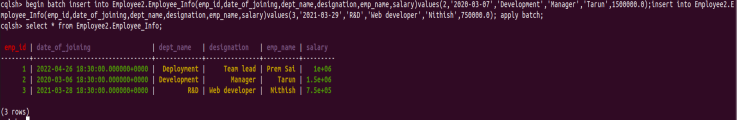 cqlsh> begin batch insert into Employee2.Employee_Info(emp_id,date_of_joining,dept_name,designation,emp_name,salary)values(2,'2020-03-07','Development','Manager','Tarun',1500000.0);insert into Employee2.E
mployee_Info(emp_id,date_of_joining,dept_name,designation,emp_name,salary)values(3,'2021-03-29','R&D','Web developer','Nithish',750000.0); apply batch;
cqlsh> select * from Employee2.Employee_Info;
emp_id | date_of_joining | dept_name | designation | emp_name | salary
--------+---------------------------------+-------------+---------------+----------+---------
1 | 2022-04-26 18:30:00.000000+0000 | Deployment | Team lead | Prem Sai | 1e+06
2 | 2020-03-06 18:30:00.000000+0000 | Development | Manager | Tarun | 1.5e+06
3 | 2021-03-28 18:30:00.000000+0000 | R&D | Web developer | Nithish | 7.5e+05
(3 rows)